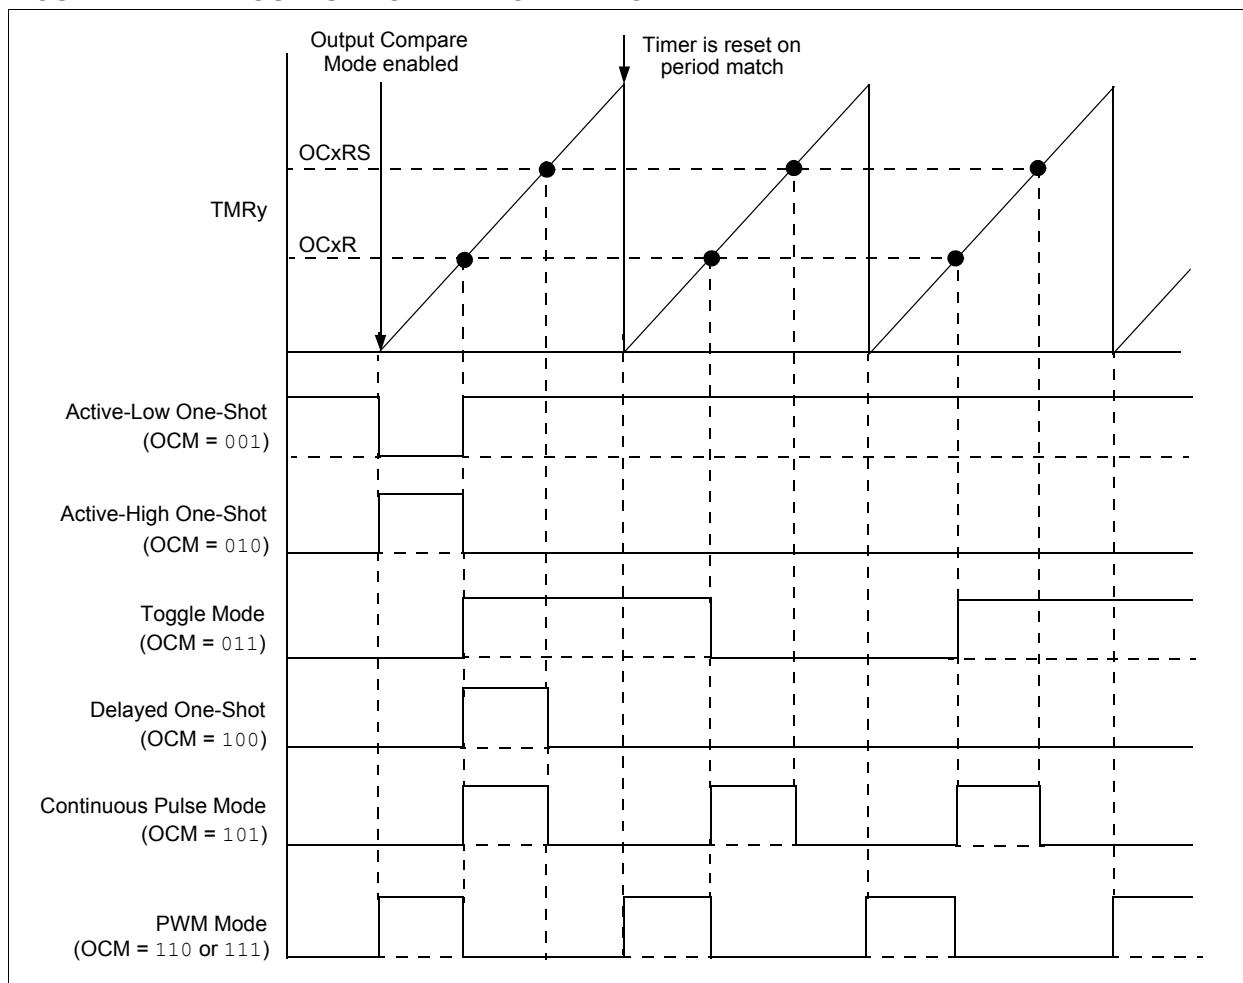 Output Compare
Mode enabled
Timer is reset on
period match
OCxRS
TMRy
OCxR
Active-Low One-Shot
(OCM = 001)
Active-High One-Shot
(OCM = 010)
Toggle Mode
(OCM = 011)
Delayed One-Shot
(OCM = 100)
Continuous Pulse Mode
(OCM = 101)
PWM Mode
(OCM = 110 or 111)